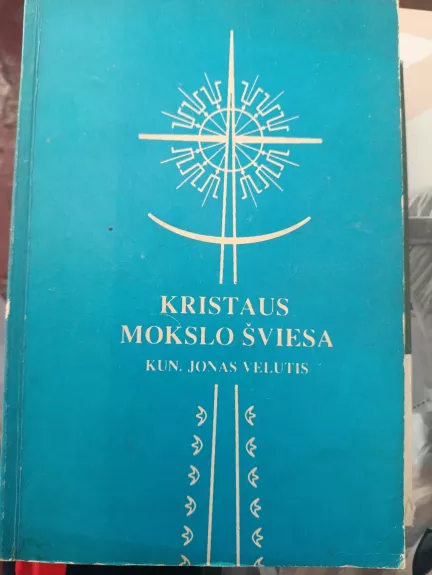 KRISTAUS
MOKSLO ŠVIESA
KUN. JONAS VELUTIS